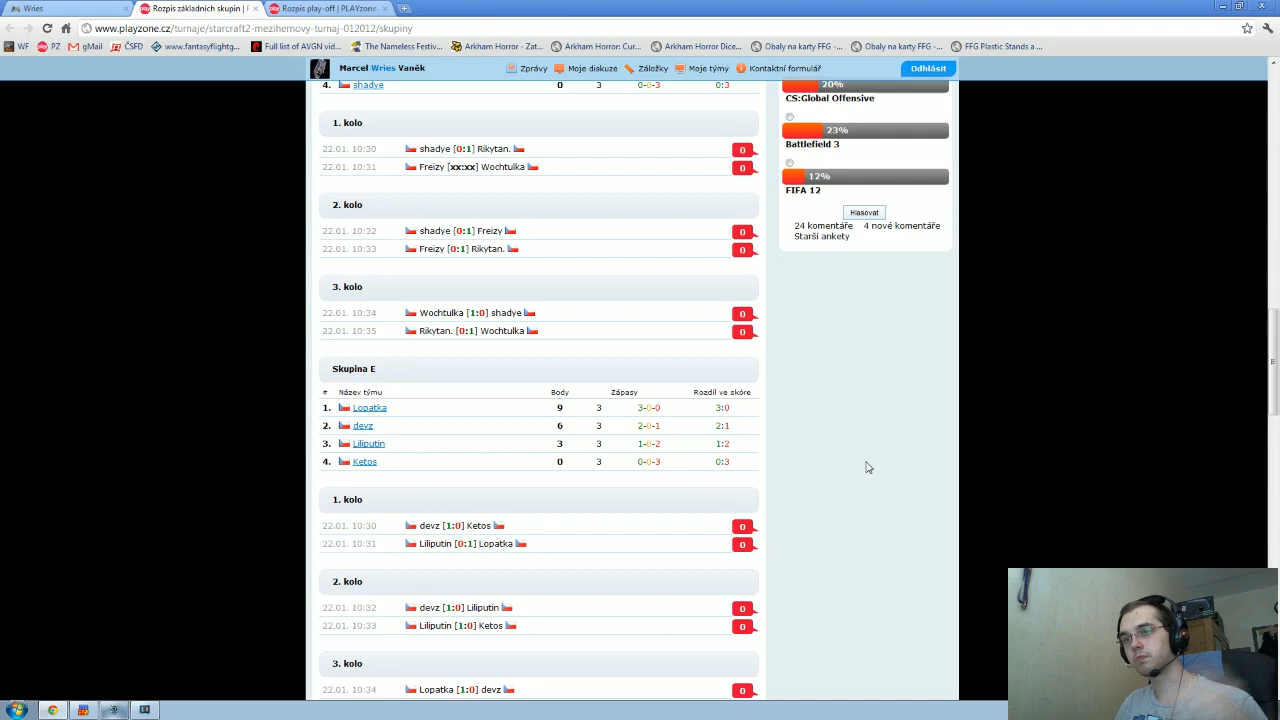 Wries
Rozpis základních skupin | P
Rozpis play-off | PLAYzone
www.playzone.cz/turnaje/starcraft2-mezihernovy-turnaj-012012/skupiny
WF PZ gMail ČSFD www.fantasyflightg... Full list of AVGN vid... The Nameless Festiv... Arkham Horror - Zat... Arkham Horror: Cur... Arkham Horror Dice... Obaly na karty FFG -... Obaly na karty FFG -... FFG Plastic Stands a...
Marcel Wries Vaněk Zprávy Moje diskuze Záložky Moje týmy Kontaktní formulář Odhlásit
4. shadye 0 3 0-0-3 0:3
1. kolo
22.01. 10:30 shadye [0:1] Rikytan. 0
22.01. 10:31 Freizy [xx:xx] Wochtulka 0
2. kolo
22.01. 10:32 shadye [0:1] Freizy 0
22.01. 10:33 Freizy [0:1] Rikytan. 0
3. kolo
22.01. 10:34 Wochtulka [1:0] shadye 0
22.01. 10:35 Rikytan. [0:1] Wochtulka 0
Skupina E
# Název týmu Body Zápasy Rozdíl ve skóre
1. Lopatka 9 3 3-0-0 3:0
2. devz 6 3 2-0-1 2:1
3. Liliputin 3 3 1-0-2 1:2
4. Ketos 0 3 0-0-3 0:3
1. kolo
22.01. 10:30 devz [1:0] Ketos 0
22.01. 10:31 Liliputin [0:1] Lopatka 0
2. kolo
22.01. 10:32 devz [1:0] Liliputin 0
22.01. 10:33 Liliputin [1:0] Ketos 0
3. kolo
22.01. 10:34 Lopatka [1:0] devz 0
20%
CS:Global Offensive
23%
Battlefield 3
12%
FIFA 12
Hlasovat
24 komentáře 4 nové komentáře
Starší ankety